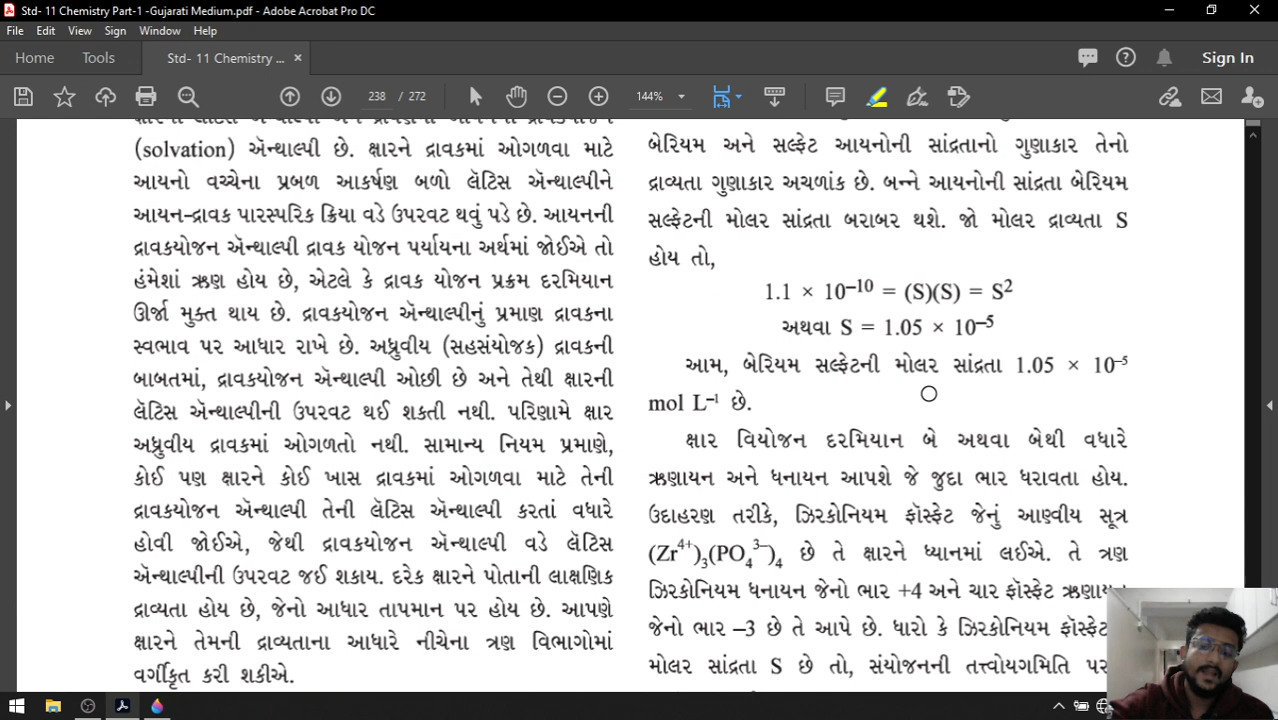 Std- 11 Chemistry Part-1 -Gujarati Medium.pdf - Adobe Acrobat Pro DC
File Edit View Sign Window Help
Home Tools Std- 11 Chemistry ... × Sign In
238 / 272 144%
(solvation) ઍન્થાલ્પી છે. ક્ષારને દ્રાવકમાં ઓગળવા માટે
આયનો વચ્ચેના પ્રબળ આકર્ષણ બળો લૅટિસ ઍન્થાલ્પીને
આયન–દ્રાવક પારસ્પરિક ક્રિયા વડે ઉપરવટ થવું પડે છે. આયનની
દ્રાવકયોજન ઍન્થાલ્પી દ્રાવક યોજન પર્યાયના અર્થમાં જોઈએ તો
હંમેશાં ઋણ હોય છે, એટલે કે દ્રાવક યોજન પ્રક્રમ દરમિયાન
ઊર્જા મુક્ત થાય છે. દ્રાવકયોજન ઍન્થાલ્પીનું પ્રમાણ દ્રાવકના
સ્વભાવ પર આધાર રાખે છે. અધ્રુવીય (સહસંયોજક) દ્રાવકની
બાબતમાં, દ્રાવકયોજન ઍન્થાલ્પી ઓછી છે અને તેથી ક્ષારની
લૅટિસ ઍન્થાલ્પીની ઉપરવટ થઈ શકતી નથી. પરિણામે ક્ષાર
અધ્રુવીય દ્રાવકમાં ઓગળતો નથી. સામાન્ય નિયમ પ્રમાણે,
કોઈ પણ ક્ષારને કોઈ ખાસ દ્રાવકમાં ઓગળવા માટે તેની
દ્રાવકયોજન ઍન્થાલ્પી તેની લૅટિસ ઍન્થાલ્પી કરતાં વધારે
હોવી જોઈએ, જેથી દ્રાવકયોજન ઍન્થાલ્પી વડે લૅટિસ
ઍન્થાલ્પીની ઉપરવટ જઈ શકાય. દરેક ક્ષારને પોતાની લાક્ષણિક
દ્રાવ્યતા હોય છે, જેનો આધાર તાપમાન પર હોય છે. આપણે
ક્ષારને તેમની દ્રાવ્યતાના આધારે નીચેના ત્રણ વિભાગોમાં
વર્ગીકૃત કરી શકીએ.
બેરિયમ અને સલ્ફેટ આયનોની સાંદ્રતાનો ગુણાકાર તેનો
દ્રાવ્યતા ગુણાકાર અચળાંક છે. બન્ને આયનોની સાંદ્રતા બેરિયમ
સલ્ફેટની મોલર સાંદ્રતા બરાબર થશે. જો મોલર દ્રાવ્યતા S
હોય તો,
1.1 × 10⁻¹⁰ = (S)(S) = S²
અથવા S = 1.05 × 10⁻⁵
આમ, બેરિયમ સલ્ફેટની મોલર સાંદ્રતા 1.05 × 10⁻⁵
mol L⁻¹ છે.
ક્ષાર વિયોજન દરમિયાન બે અથવા બેથી વધારે
ઋણાયન અને ધનાયન આપશે જે જુદા ભાર ધરાવતા હોય.
ઉદાહરણ તરીકે, ઝિરકોનિયમ ફૉસ્ફેટ જેનું આણ્વીય સૂત્ર
(Zr⁴⁺)₃(PO₄³⁻)₄ છે તે ક્ષારને ધ્યાનમાં લઈએ. તે ત્રણ
ઝિરકોનિયમ ધનાયન જેનો ભાર +4 અને ચાર ફૉસ્ફેટ
જેનો ભાર –3 છે તે આપે છે. ધારો કે ઝિરકોનિયમ
મોલર સાંદ્રતા S છે તો, સંયોજનની તત્ત્વોયગમિતિ